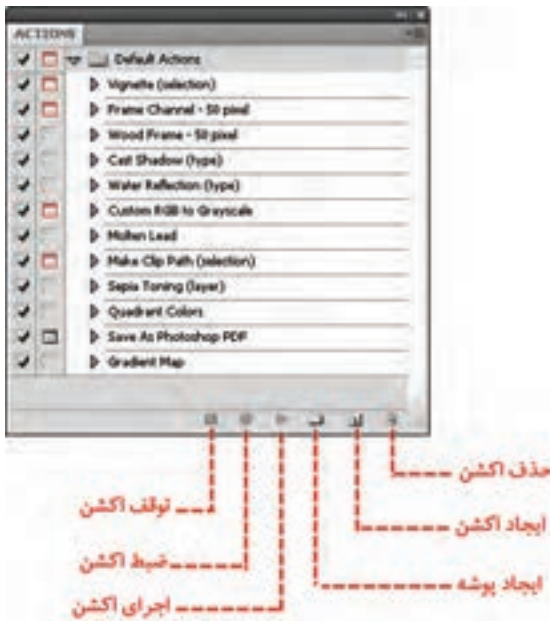 ACTIONS
Default Actions
Vignette (selection)
Frame Channel - 50 pixel
Wood Frame - 50 pixel
Cast Shadow (type)
Water Reflection (type)
Custom RGB to Grayscale
Molten Lead
Make Clip Path (selection)
Sepia Toning (layer)
Quadrant Colors
Save As Photoshop PDF
Gradient Map
حذف اکشن
توقف اکشن
ایجاد اکشن
ضبط اکشن
ایجاد پوشه
اجرای اکشن